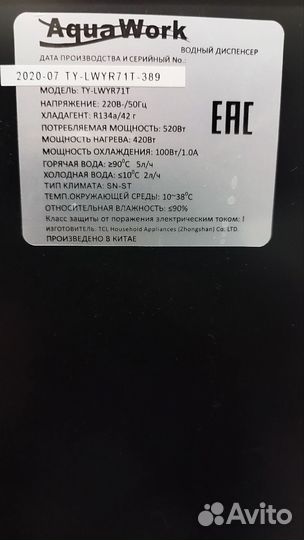 AquaWork
ВОДНЫЙ ДИСПЕНСЕР
ДАТА ПРОИЗВОДСТВА И СЕРИЙНЫЙ No.:
2020-07 TY-LWYR71T-389
МОДЕЛЬ: TY-LWYR71T
НАПРЯЖЕНИЕ: 220В~/50Гц
ХЛАДАГЕНТ: R134a/42 г
ПОТРЕБЛЯЕМАЯ МОЩНОСТЬ: 520Вт
МОЩНОСТЬ НАГРЕВА: 420Вт
МОЩНОСТЬ ОХЛАЖДЕНИЯ: 100Вт/1.0А
ГОРЯЧАЯ ВОДА: ≥90°C 5л/ч
ХОЛОДНАЯ ВОДА: ≤10°C 2л/ч
ТИП КЛИМАТА: SN-ST
ТЕМП.ОКРУЖАЮЩЕЙ СРЕДЫ: 10~38°C
ОТНОСИТЕЛЬНАЯ ВЛАЖНОСТЬ: ≤90%
Класс защиты от поражения электрическим током: I
ИЗГОТОВИТЕЛЬ: TCL Household Appliances (Zhongshan) Co; LTD.
ПРОИЗВЕДЕНО В КИТАЕ
EAC
Avito